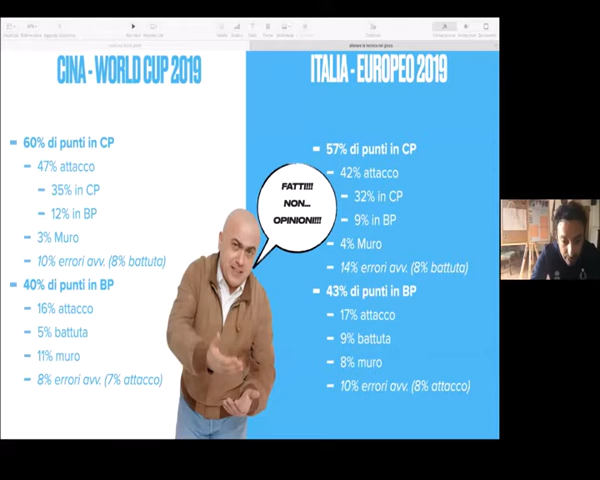 CINA - WORLD CUP 2019
60% di punti in CP
47% attacco
35% in CP
12% in BP
3% Muro
10% errori avv. (8% battuta)
40% di punti in BP
16% attacco
5% battuta
11% muro
8% errori avv. (7% attacco)
FATTI!!!
NON...
OPINIONI!!!!
ITALIA - EUROPEO 2019
57% di punti in CP
42% attacco
32% in CP
9% in BP
4% Muro
14% errori avv. (8% battuta)
43% di punti in BP
17% attacco
9% battuta
8% muro
10% errori avv. (8% attacco)